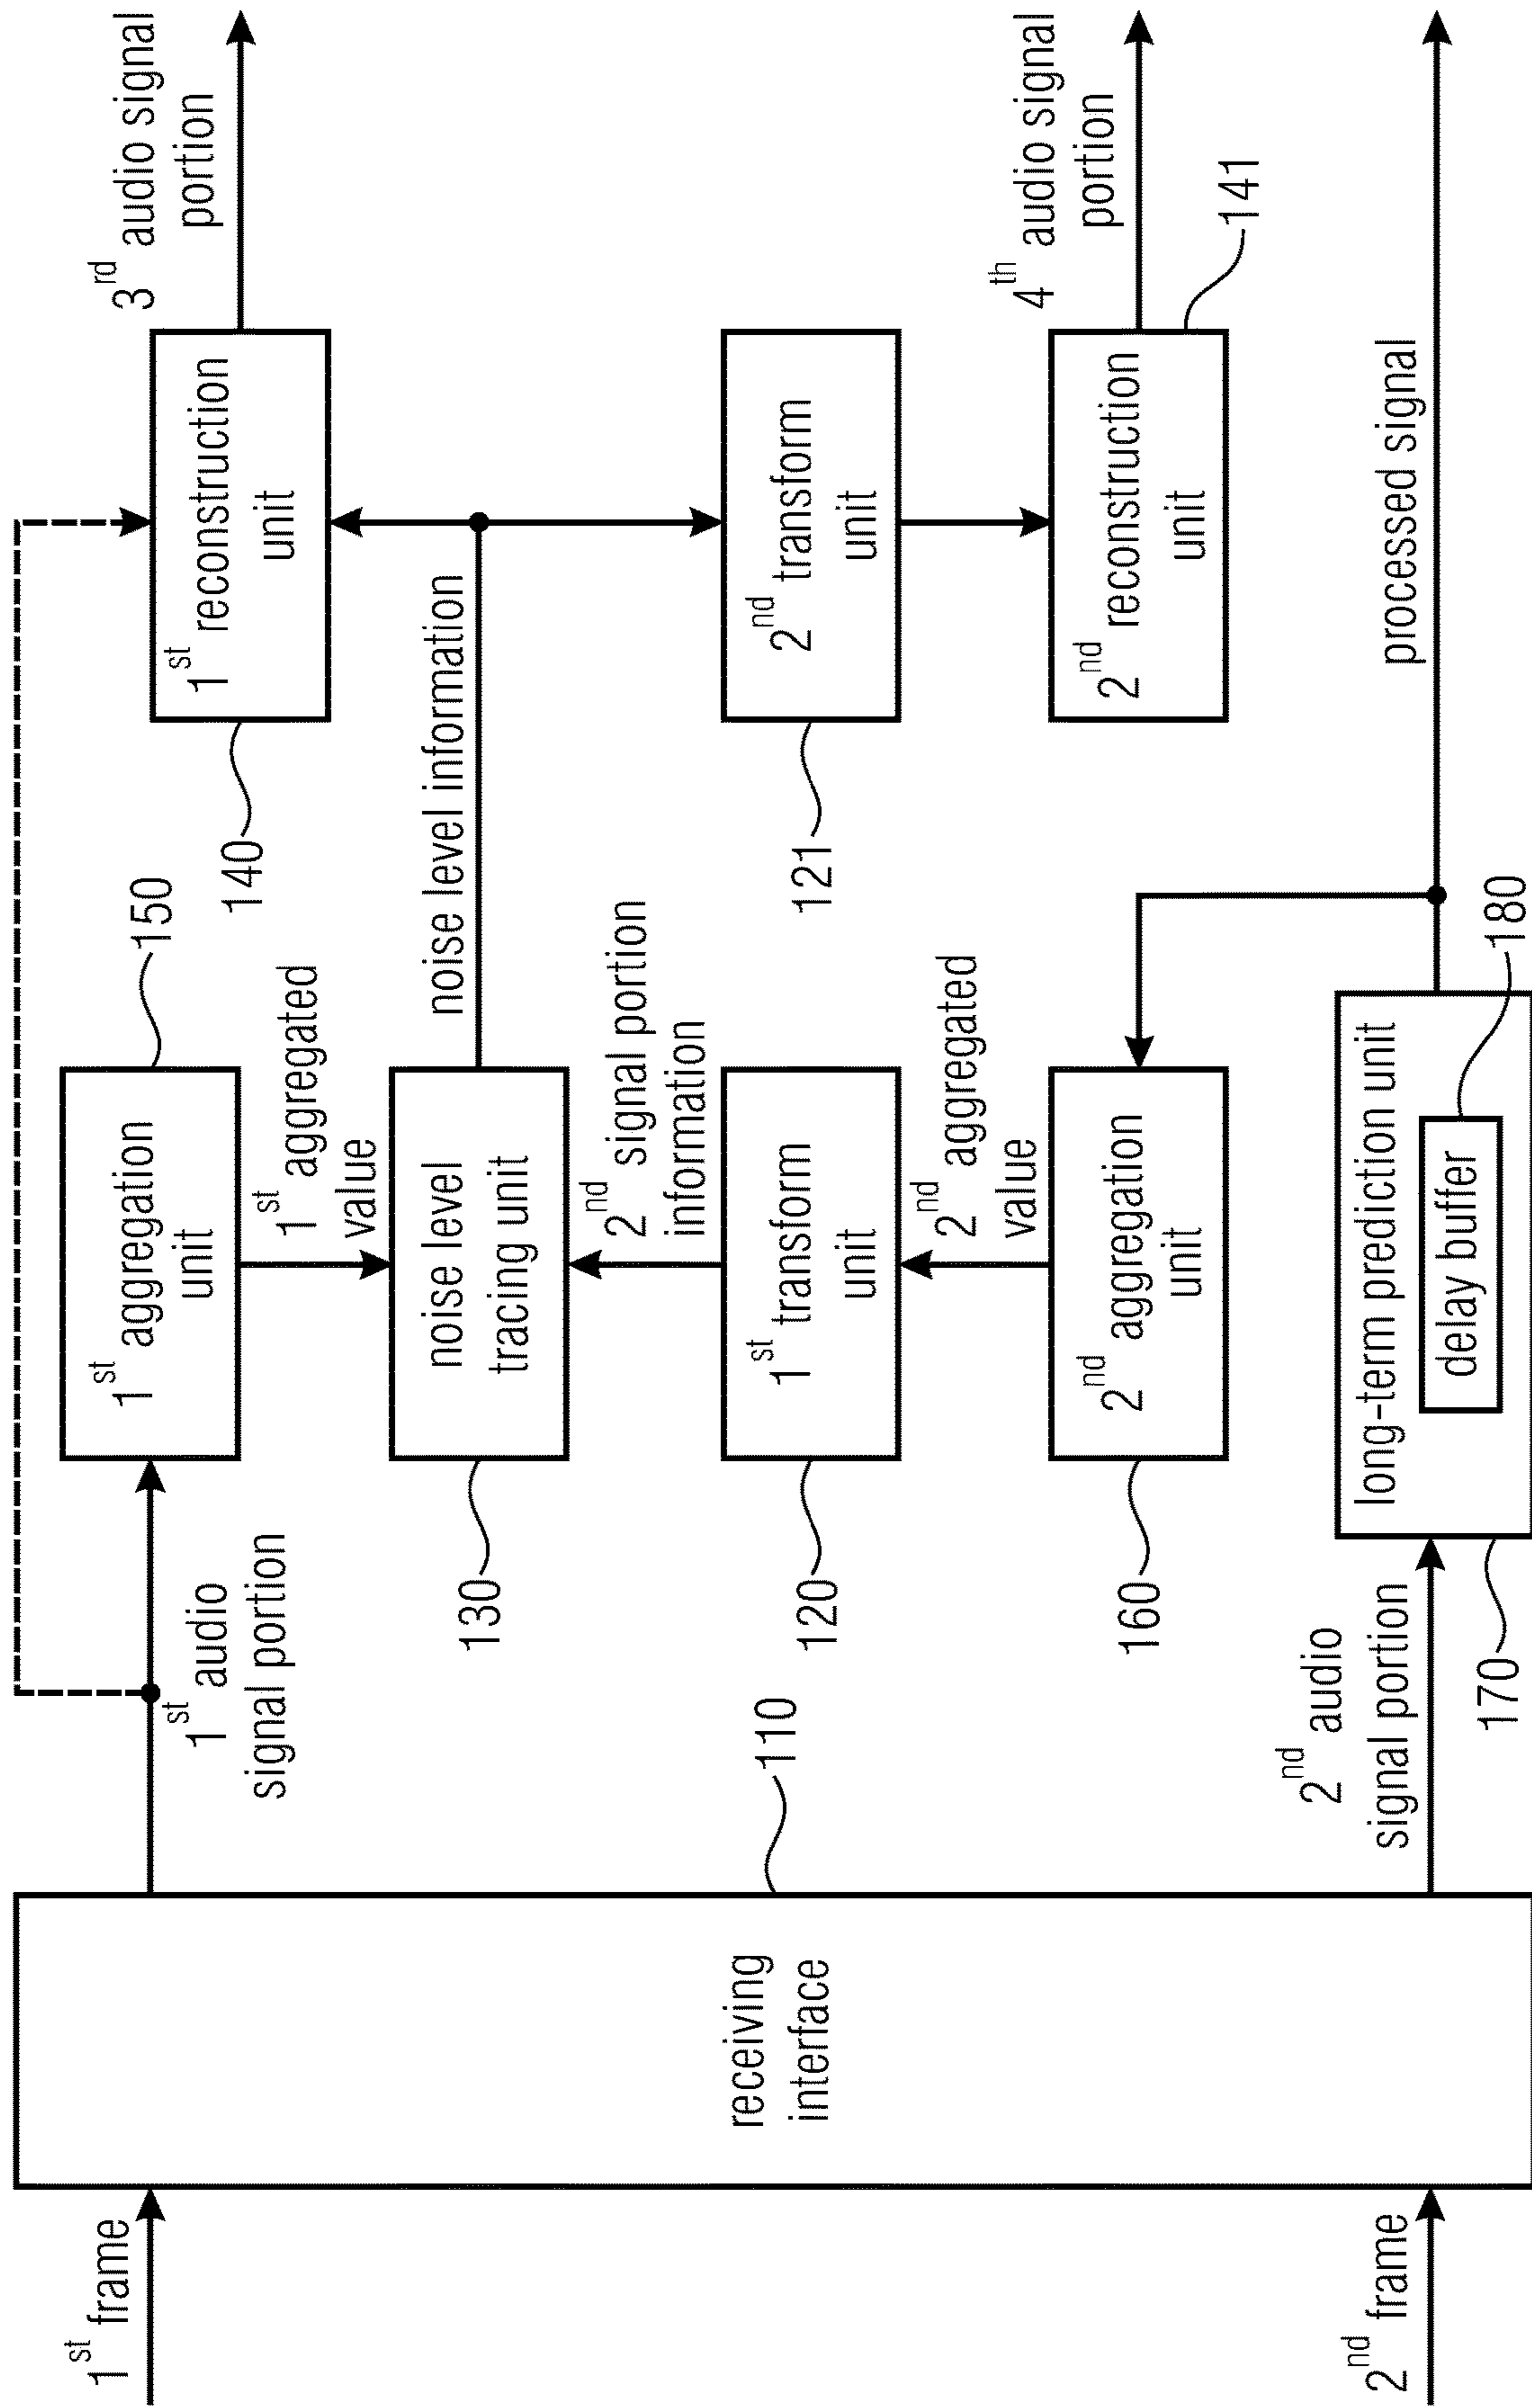 1st frame
2nd frame
receiving
interface
110
1st audio
signal portion
2nd audio
signal portion
1st aggregation
unit
150
1st aggregated
value
noise level
tracing unit
130
noise level information
2nd signal portion
information
1st transform
unit
120
2nd aggregated
value
2nd aggregation
unit
160
long-term prediction unit
delay buffer
170
180
1st reconstruction
unit
140
3rd audio signal
portion
2nd transform
unit
121
2nd reconstruction
unit
141
4th audio signal
portion
processed signal